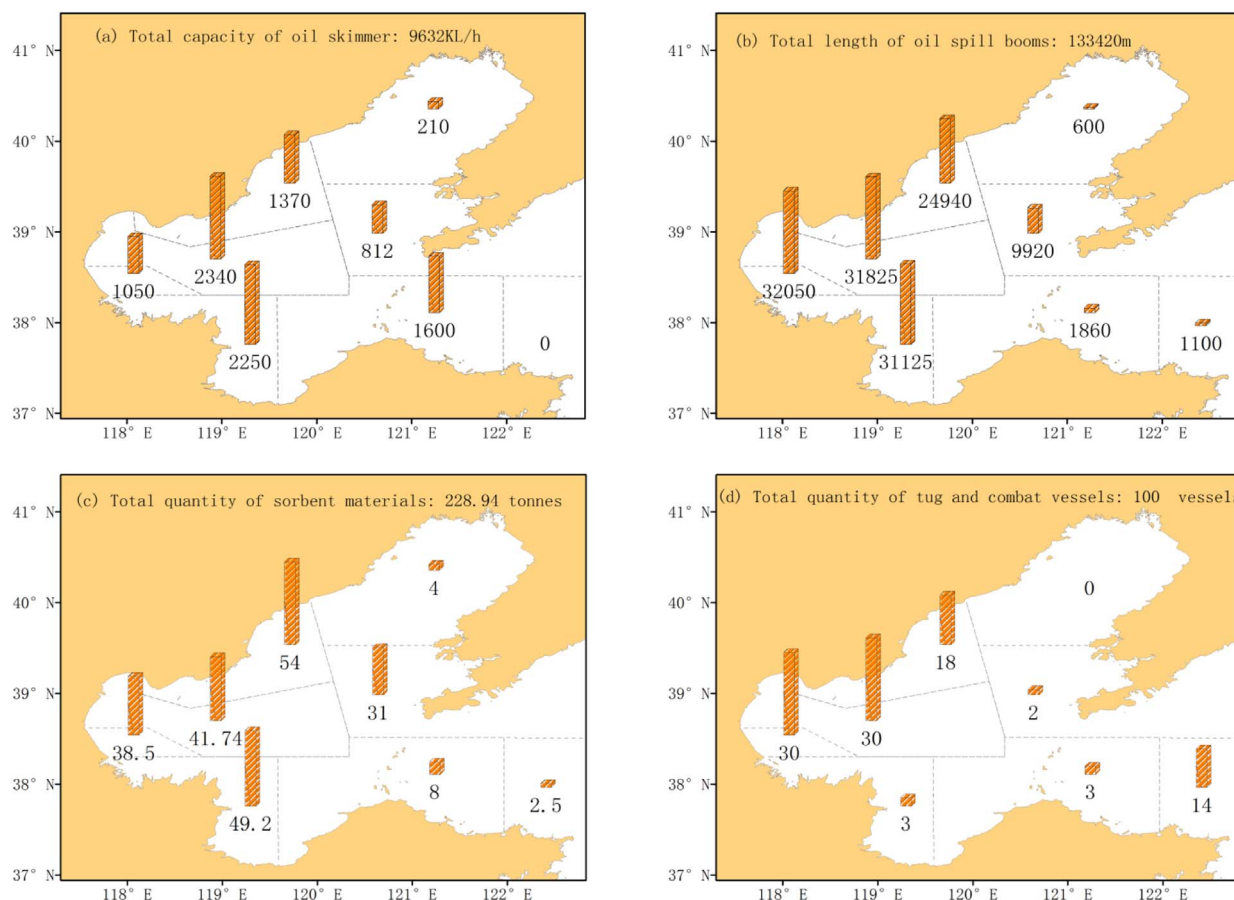 (a) Total capacity of oil skimmer: 9632KL/h
41° N
40° N
39° N
38° N
37° N
210
1370
812
2340
1050
1600
2250
0
118° E 119° E 120° E 121° E 122° E
(b) Total length of oil spill booms: 133420m
41° N
40° N
39° N
38° N
37° N
600
24940
9920
31825
32050
1860
1100
31125
118° E 119° E 120° E 121° E 122° E
(c) Total quantity of sorbent materials: 228.94 tonnes
41° N
40° N
39° N
38° N
37° N
4
54
31
41.74
38.5
8
2.5
49.2
118° E 119° E 120° E 121° E 122° E
(d) Total quantity of tug and combat vessels: 100 vessels
41° N
40° N
39° N
38° N
37° N
0
18
2
30
30
3
14
3
118° E 119° E 120° E 121° E 122° E